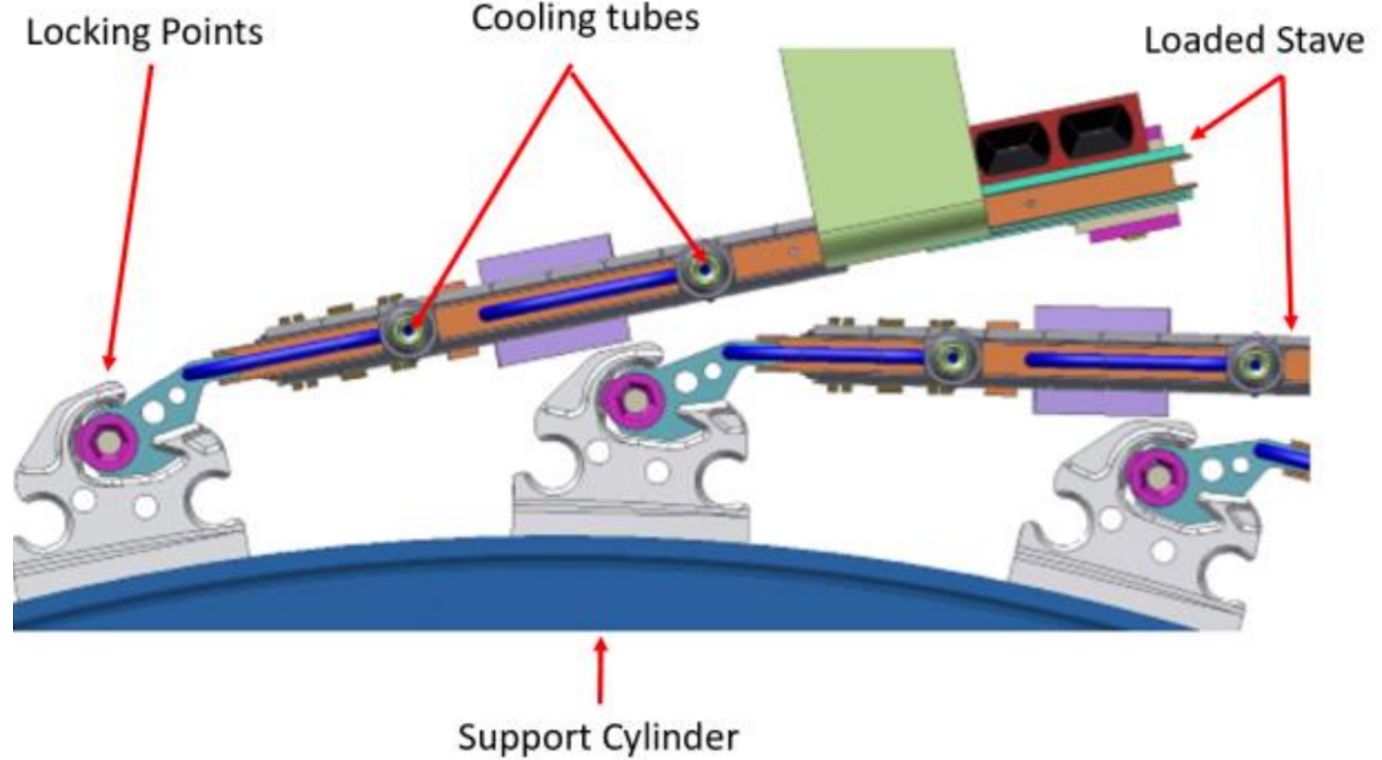 Locking Points
Cooling tubes
Loaded Stave
Support Cylinder